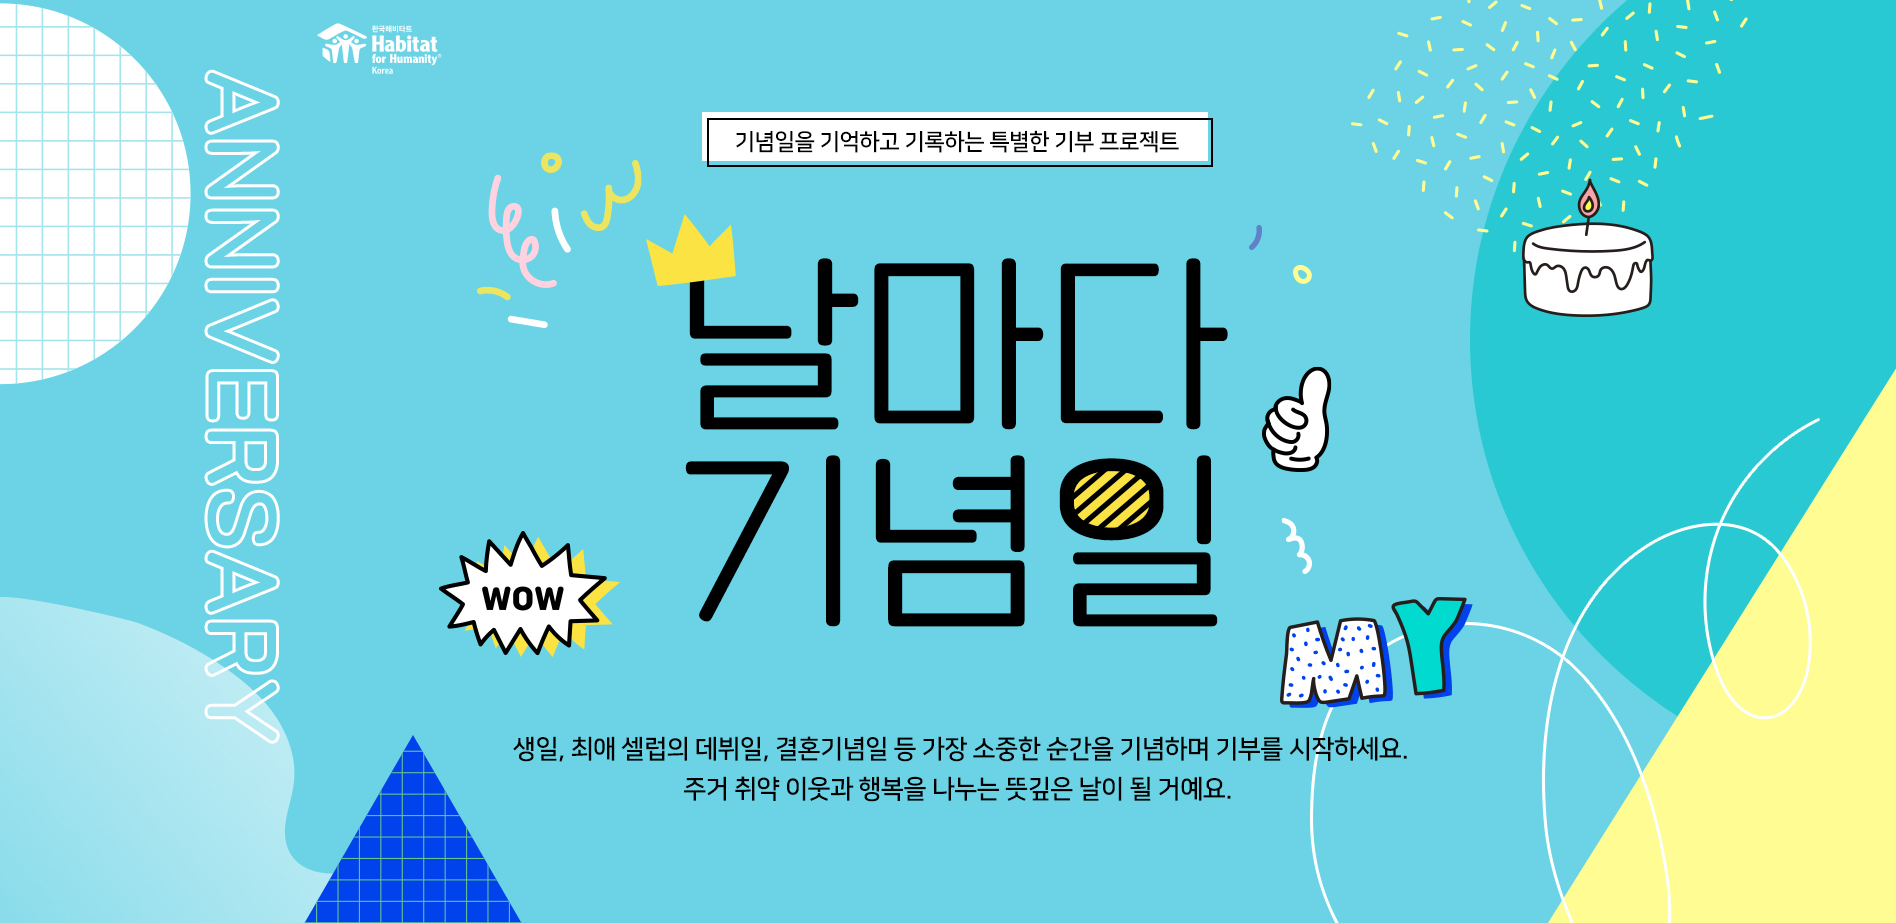 한국해비타트
Habitat
for Humanity®
Korea
ANNIVERSARY
기념일을 기억하고 기록하는 특별한 기부 프로젝트
날마다
기념일
WOW
MY
생일, 최애 셀럽의 데뷔일, 결혼기념일 등 가장 소중한 순간을 기념하며 기부를 시작하세요.
주거 취약 이웃과 행복을 나누는 뜻깊은 날이 될 거예요.